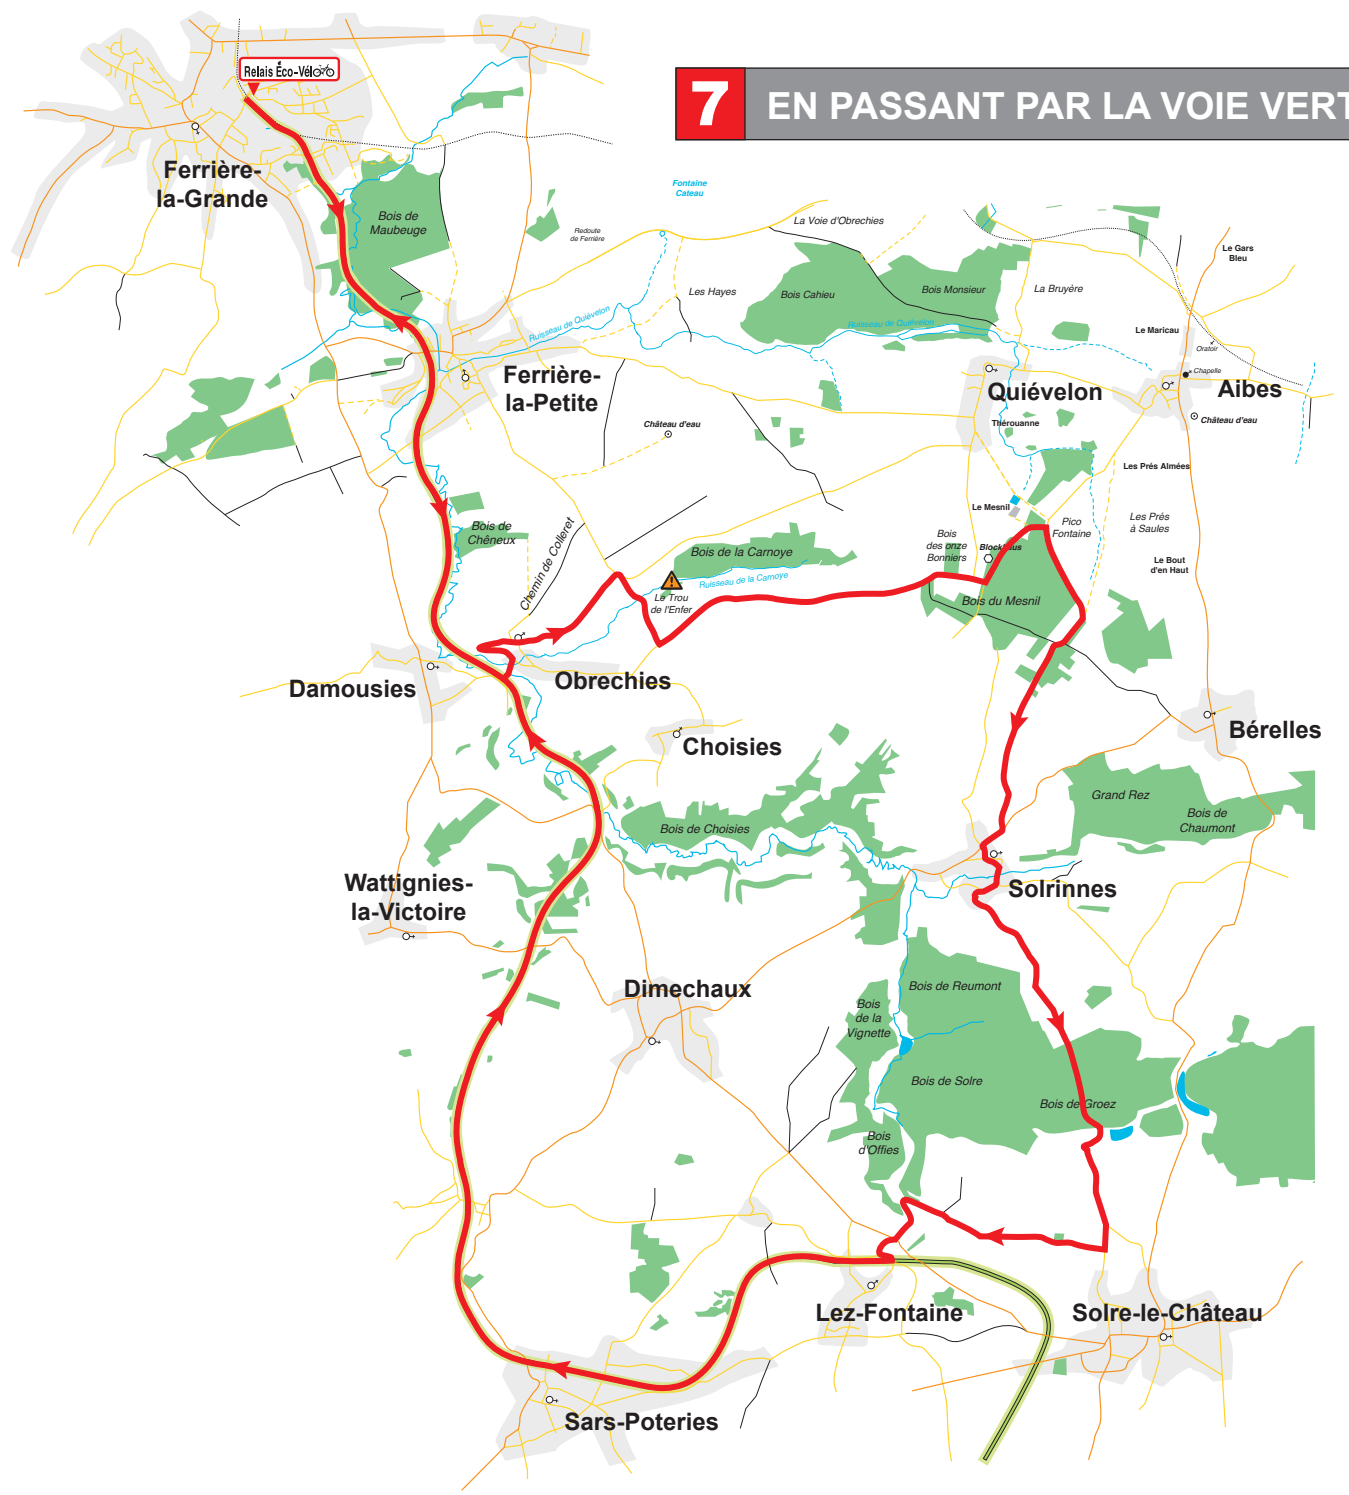 Relais Éco-Vélo
7 EN PASSANT PAR LA VOIE VERT
Ferrière-
la-Grande
Bois de
Maubeuge
Fontaine
Cateau
Redoute
de Ferrière
La Voie d'Obrechies
Le Gars
Bleu
Les Hayes
Bois Cahieu
Bois Monsieur
La Bruyère
Ruisseau de Quiévelon
Ruisseau de Quiévelon
Le Maricau
Oratoir
Chapelle
Ferrière-
la-Petite
Quiévelon
Aibes
Château d'eau
Château d'eau
Thérouanne
Les Prés Almées
Le Mesnil
Pico
Fontaine
Les Prés
à Saules
Bois de
Chêneux
Chemin de Colleret
Bois de la Carnoye
Ruisseau de la Carnoye
Bois
des onze
Bonniers
Blockhaus
Le Bout
d'en Haut
Le Trou
de l'Enfer
Bois du Mesnil
Damousies
Obrechies
Choisies
Bérelles
Grand Rez
Bois de
Chaumont
Bois de Choisies
Wattignies-
la-Victoire
Solrinnes
Dimechaux
Bois de Reumont
Bois
de la
Vignette
Bois de Solre
Bois de Groez
Bois
d'Offies
Lez-Fontaine
Solre-le-Château
Sars-Poteries